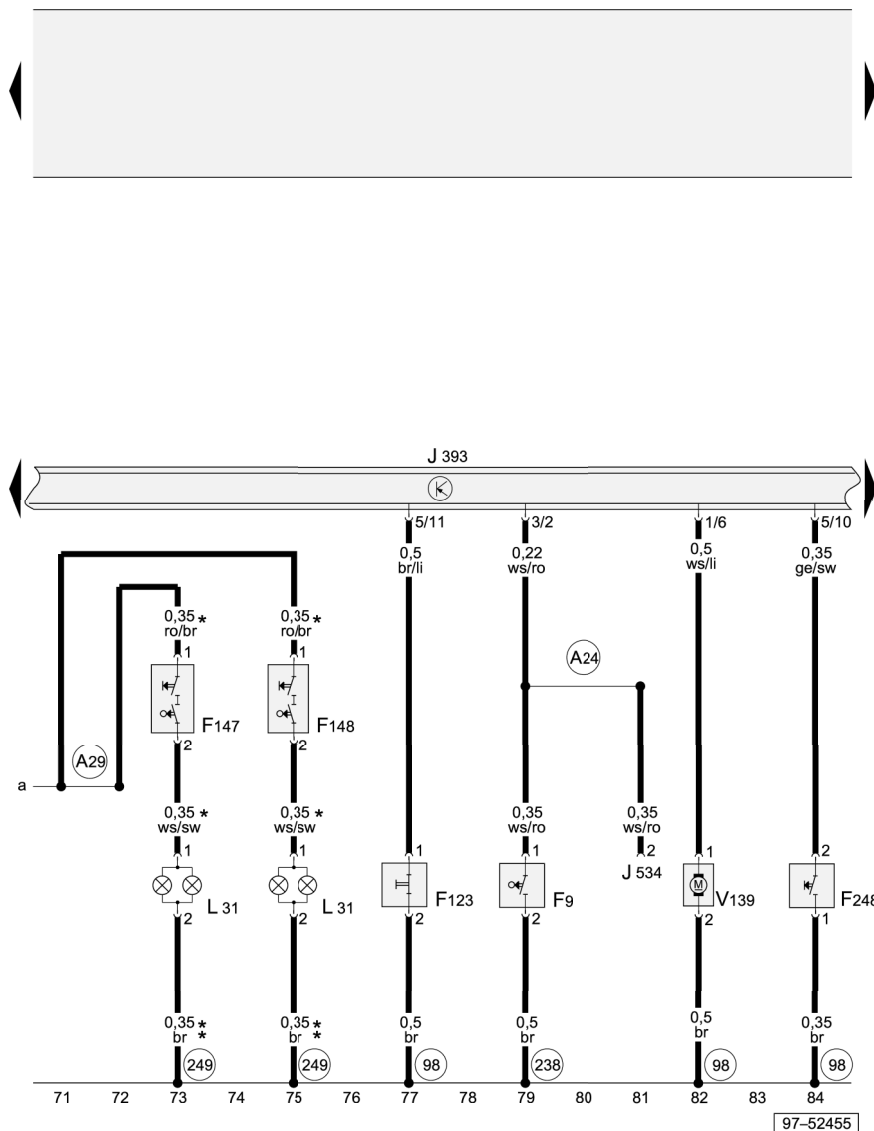 J 393
5/11 3/2 1/6 5/10
0,5 0,22 0,5 0,35
br/li ws/ro ws/li ge/sw
0,35 * 0,35 *
ro/br ro/br
1 1
A24
F147 F148
2 2
A29
a
0,35 * 0,35 * 0,35 0,35
ws/sw ws/sw ws/ro ws/ro
1 1 1 1 2 1 2
J 534
L 31 L 31 F123 F9 V139 F248
2 2 2 2 2 1
0,35 * 0,35 * 0,5 0,5 0,5 0,35
br * br * br br br br
249 249 98 238 98 98
71 72 73 74 75 76 77 78 79 80 81 82 83 84
97–52455